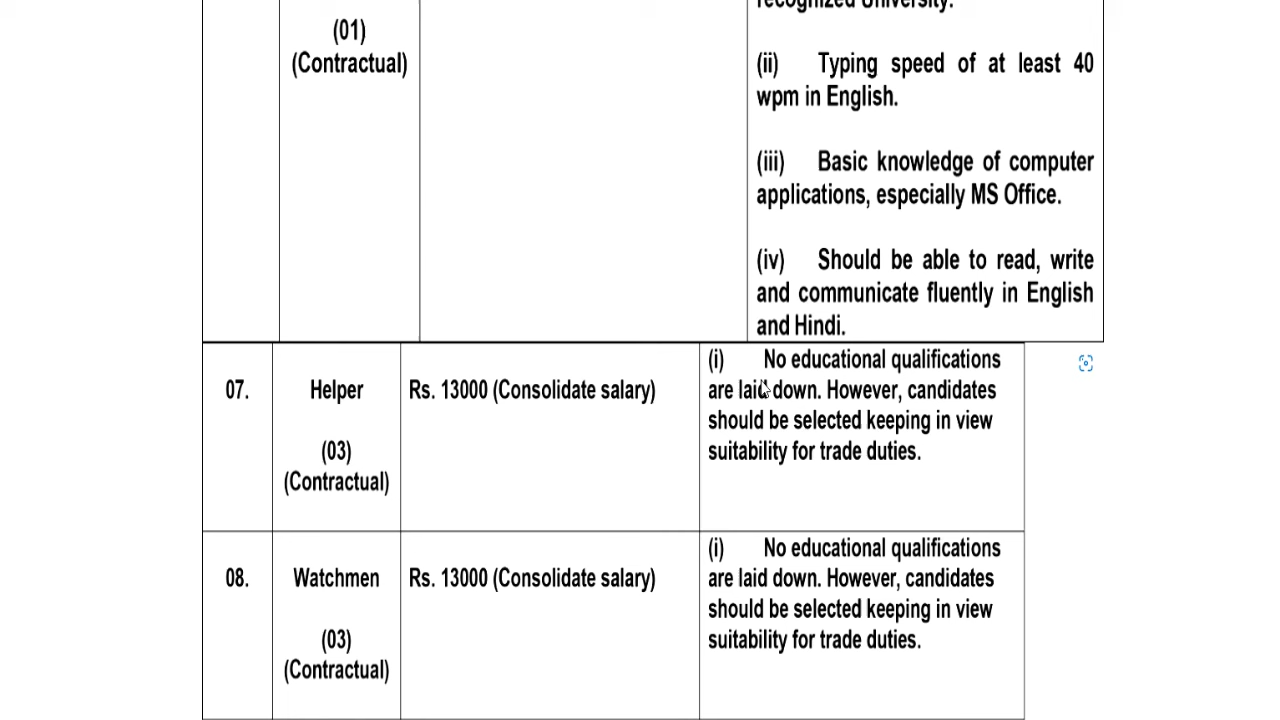 recognized University.
(01)
(Contractual)
(ii) Typing speed of at least 40
wpm in English.
(iii) Basic knowledge of computer
applications, especially MS Office.
(iv) Should be able to read, write
and communicate fluently in English
and Hindi.
07.
Helper
(03)
(Contractual)
Rs. 13000 (Consolidate salary)
(i) No educational qualifications
are laid down. However, candidates
should be selected keeping in view
suitability for trade duties.
08.
Watchmen
(03)
(Contractual)
Rs. 13000 (Consolidate salary)
(i) No educational qualifications
are laid down. However, candidates
should be selected keeping in view
suitability for trade duties.